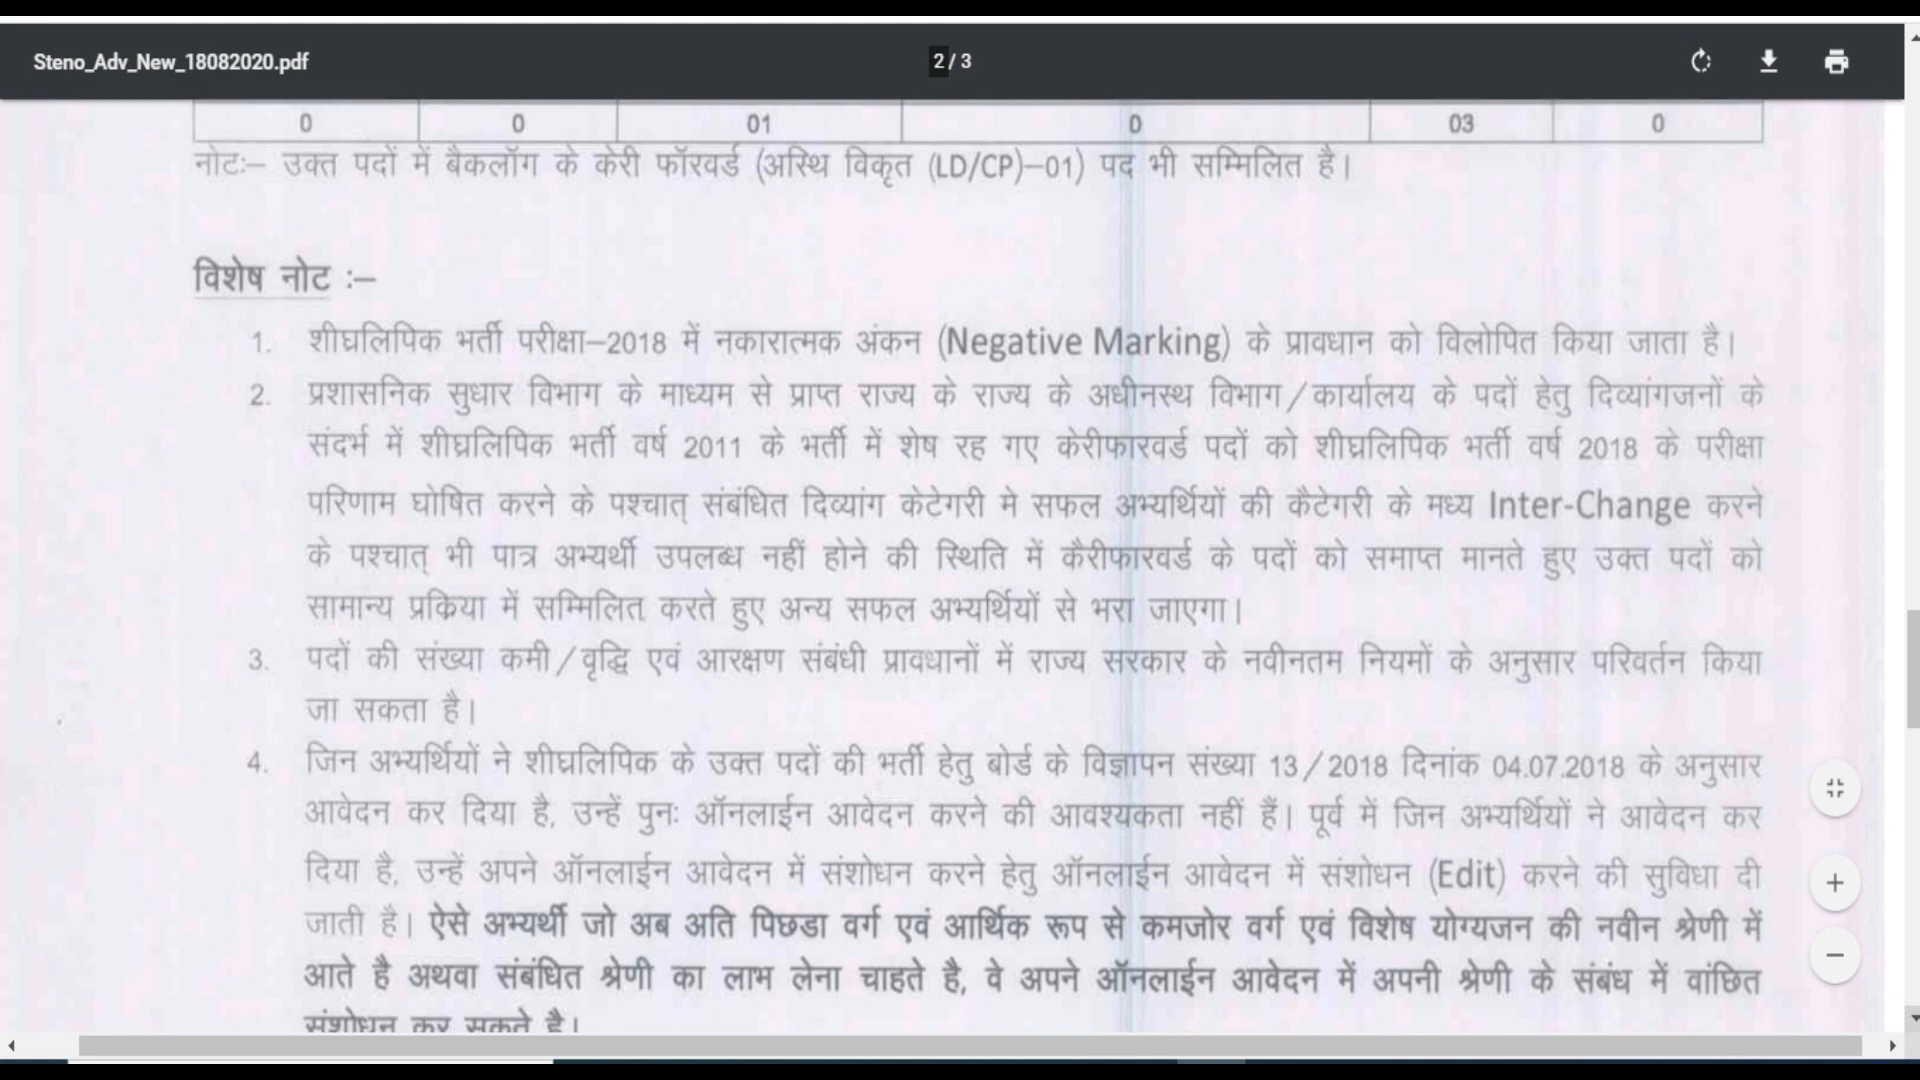 Steno_Adv_New_18082020.pdf
2 / 3
0 0 01 0 03 0
नोटः– उक्त पदों में बैकलॉग के केरी फॉरवर्ड (अस्थि विकृत (LD/CP)–01) पद भी सम्मिलित है।
विशेष नोट :–
1. शीघ्रलिपिक भर्ती परीक्षा–2018 में नकारात्मक अंकन (Negative Marking) के प्रावधान को विलोपित किया जाता है।
2. प्रशासनिक सुधार विभाग के माध्यम से प्राप्त राज्य के राज्य के अधीनस्थ विभाग/कार्यालय के पदों हेतु दिव्यांगजनों के
संदर्भ में शीघ्रलिपिक भर्ती वर्ष 2011 के भर्ती में शेष रह गए केरीफारवर्ड पदों को शीघ्रलिपिक भर्ती वर्ष 2018 के परीक्षा
परिणाम घोषित करने के पश्चात् संबंधित दिव्यांग केटेगरी मे सफल अभ्यर्थियों की कैटेगरी के मध्य Inter-Change करने
के पश्चात् भी पात्र अभ्यर्थी उपलब्ध नहीं होने की स्थिति में कैरीफारवर्ड के पदों को समाप्त मानते हुए उक्त पदों को
सामान्य प्रक्रिया में सम्मिलित करते हुए अन्य सफल अभ्यर्थियों से भरा जाएगा।
3. पदों की संख्या कमी/वृद्धि एवं आरक्षण संबंधी प्रावधानों में राज्य सरकार के नवीनतम नियमों के अनुसार परिवर्तन किया
जा सकता है।
4. जिन अभ्यर्थियों ने शीघ्रलिपिक के उक्त पदों की भर्ती हेतु बोर्ड के विज्ञापन संख्या 13/2018 दिनांक 04.07.2018 के अनुसार
आवेदन कर दिया है, उन्हें पुनः ऑनलाईन आवेदन करने की आवश्यकता नहीं हैं। पूर्व में जिन अभ्यर्थियों ने आवेदन कर
दिया है, उन्हें अपने ऑनलाईन आवेदन में संशोधन करने हेतु ऑनलाईन आवेदन में संशोधन (Edit) करने की सुविधा दी
जाती है। ऐसे अभ्यर्थी जो अब अति पिछडा वर्ग एवं आर्थिक रूप से कमजोर वर्ग एवं विशेष योग्यजन की नवीन श्रेणी में
आते है अथवा संबंधित श्रेणी का लाभ लेना चाहते है, वे अपने ऑनलाईन आवेदन में अपनी श्रेणी के संबंध में वांछित
संशोधन कर सकते है।